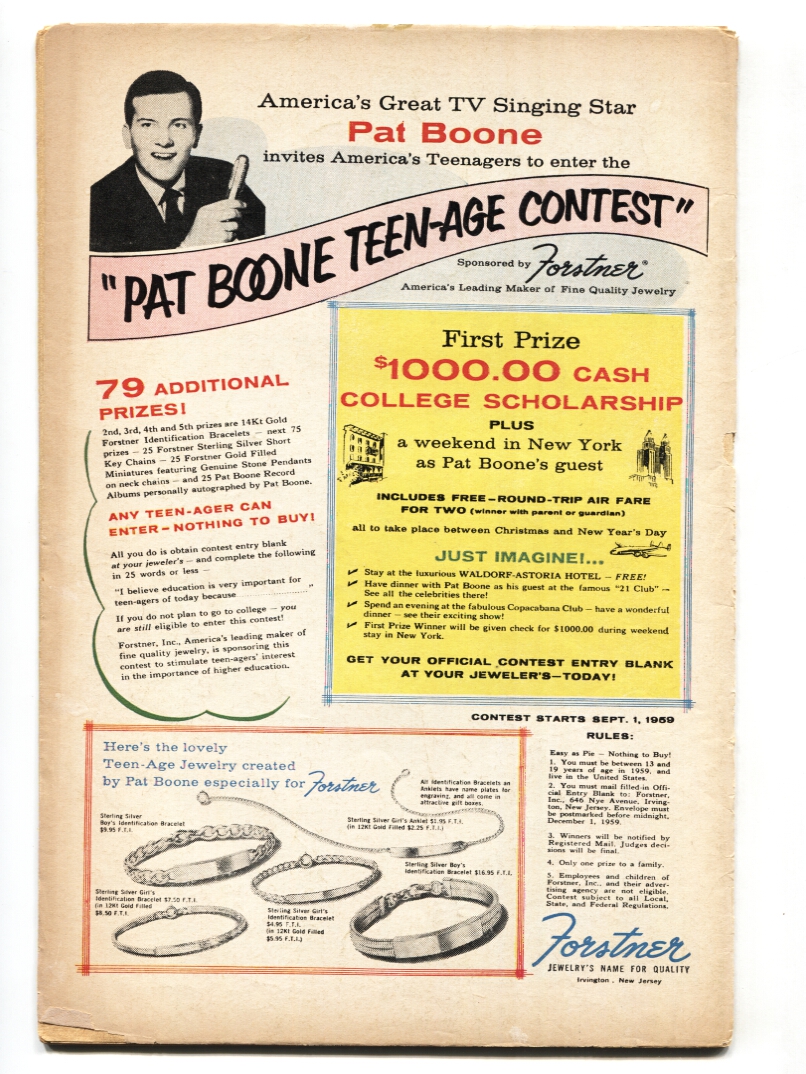 America's Great TV Singing Star
Pat Boone
invites America's Teenagers to enter the
"PAT BOONE TEEN-AGE CONTEST"
Sponsored by Forstner®
America's Leading Maker of Fine Quality Jewelry
79 ADDITIONAL
PRIZES!
2nd, 3rd, 4th and 5th prizes are 14Kt Gold
Forstner Identification Bracelets — next 75
prizes — 25 Forstner Sterling Silver Short
Key Chains — 25 Forstner Gold Filled
Miniatures featuring Genuine Stone Pendants
on neck chains — and 25 Pat Boone Record
Albums personally autographed by Pat Boone.
ANY TEEN-AGER CAN
ENTER—NOTHING TO BUY!
All you do is obtain contest entry blank
at your jeweler's — and complete the following
in 25 words or less —
"I believe education is very important for
teen-agers of today because .................... "
If you do not plan to go to college — you
are still eligible to enter this contest!
Forstner, Inc., America's leading maker of
fine quality jewelry, is sponsoring this
contest to stimulate teen-agers' interest
in the importance of higher education.
First Prize
$1000.00 CASH
COLLEGE SCHOLARSHIP
PLUS
a weekend in New York
as Pat Boone's guest
INCLUDES FREE—ROUND-TRIP AIR FARE
FOR TWO (winner with parent or guardian)
all to take place between Christmas and New Year's Day
JUST IMAGINE!...
Stay at the luxurious WALDORF-ASTORIA HOTEL — FREE!
Have dinner with Pat Boone as his guest at the famous "21 Club" —
See all the celebrities there!
Spend an evening at the fabulous Copacabana Club — have a wonderful
dinner — see their exciting show!
First Prize Winner will be given check for $1000.00 during weekend
stay in New York.
GET YOUR OFFICIAL CONTEST ENTRY BLANK
AT YOUR JEWELER'S—TODAY!
CONTEST STARTS SEPT. 1, 1959
Here's the lovely
Teen-Age Jewelry created
by Pat Boone especially for Forstner
All Identification Bracelets an
Anklets have name plates for
engraving, and all come in
attractive gift boxes.
Sterling Silver
Boy's Identification Bracelet
$9.95 F.T.I.
Sterling Silver Girl's Anklet $1.95 F.T.I.
(in 12Kt Gold Filled $2.25 F.T.I.)
Sterling Silver Boy's
Identification Bracelet $16.95 F.T.I.
Sterling Silver Girl's
Identification Bracelet $7.50 F.T.I.
(in 12Kt Gold Filled
$8.50 F.T.I.
Sterling Silver Girl's
Identification Bracelet
$4.95 F.T.I.
(in 12Kt Gold Filled
$5.95 F.T.I.)
RULES:
Easy as Pie — Nothing to Buy!
1. You must be between 13 and
19 years of age in 1959, and
live in the United States.
2. You must mail filled-in Offi-
cial Entry Blank to: Forstner,
Inc., 646 Nye Avenue, Irving-
ton, New Jersey. Envelope must
be postmarked before midnight,
December 1, 1959.
3. Winners will be notified by
Registered Mail. Judges deci-
sions will be final.
4. Only one prize to a family.
5. Employees and children of
Forstner, Inc., and their adver-
tising agency are not eligible.
Contest subject to all Local,
State, and Federal Regulations.
Forstner
JEWELRY'S NAME FOR QUALITY
Irvington . New Jersey